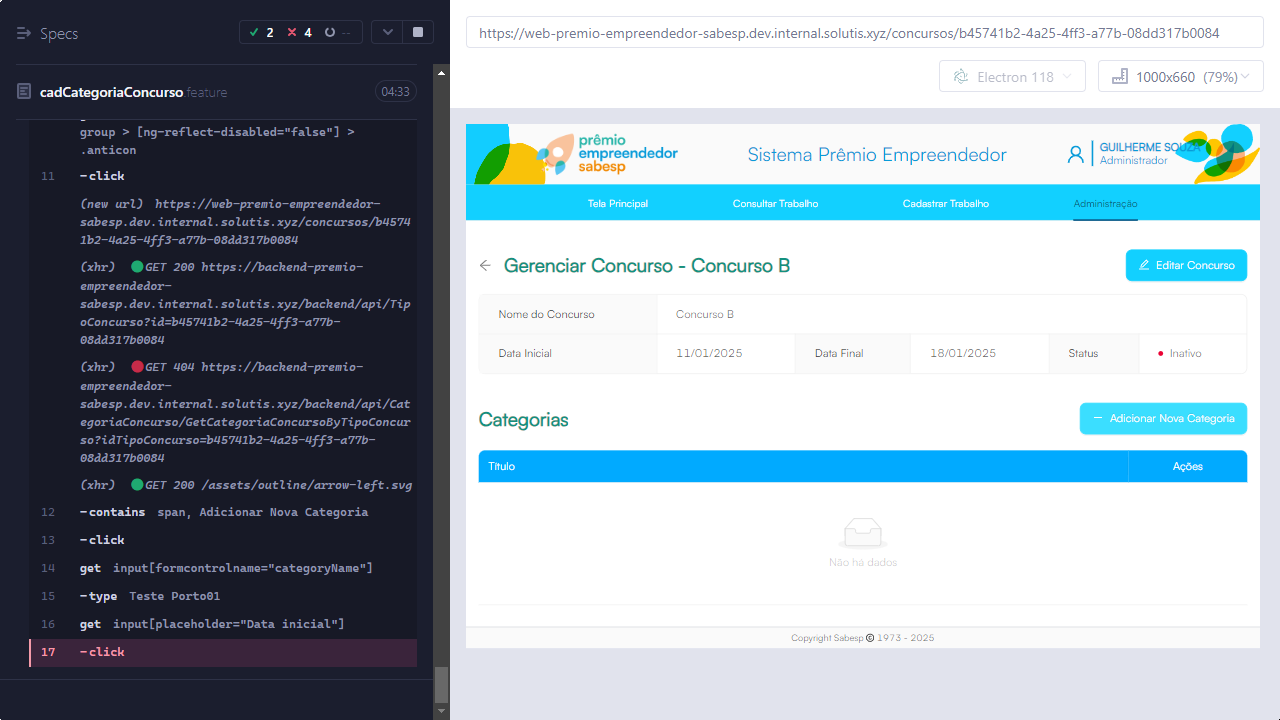 Specs
2
4
--
cadCategoriaConcurso feature
04:33
group > [ng-reflect-disabled="false"] >
.anticon
11 -click
(new url) https://web-premio-empreendedor-
sabesp.dev.internal.solutis.xyz/concursos/b4574
1b2-4a25-4ff3-a77b-08dd317b0084
(xhr) GET 200 https://backend-premio-
empreendedor-
sabesp.dev.internal.solutis.xyz/backend/api/Tip
oConcurso?id=b45741b2-4a25-4ff3-a77b-
08dd317b0084
(xhr) GET 404 https://backend-premio-
empreendedor-
sabesp.dev.internal.solutis.xyz/backend/api/Cat
egoriaConcurso/GetCategoriaConcursoByTipoConcur
so?idTipoConcurso=b45741b2-4a25-4ff3-a77b-
08dd317b0084
(xhr) GET 200 /assets/outline/arrow-left.svg
12 -contains span, Adicionar Nova Categoria
13 -click
14 get input[formcontrolname="categoryName"]
15 -type Teste Porto01
16 get input[placeholder="Data inicial"]
17 -click
https://web-premio-empreendedor-sabesp.dev.internal.solutis.xyz/concursos/b45741b2-4a25-4ff3-a77b-08dd317b0084
Electron 118
1000x660 (79%)
prêmio
empreendedor
sabesp
Sistema Prêmio Empreendedor
GUILHERME SOUZA
Administrador
Tela Principal
Consultar Trabalho
Cadastrar Trabalho
Administração
Gerenciar Concurso - Concurso B
Editar Concurso
Nome do Concurso
Concurso B
Data Inicial
11/01/2025
Data Final
18/01/2025
Status
Inativo
Categorias
Adicionar Nova Categoria
Título
Ações
Não há dados
Copyright Sabesp © 1973 - 2025